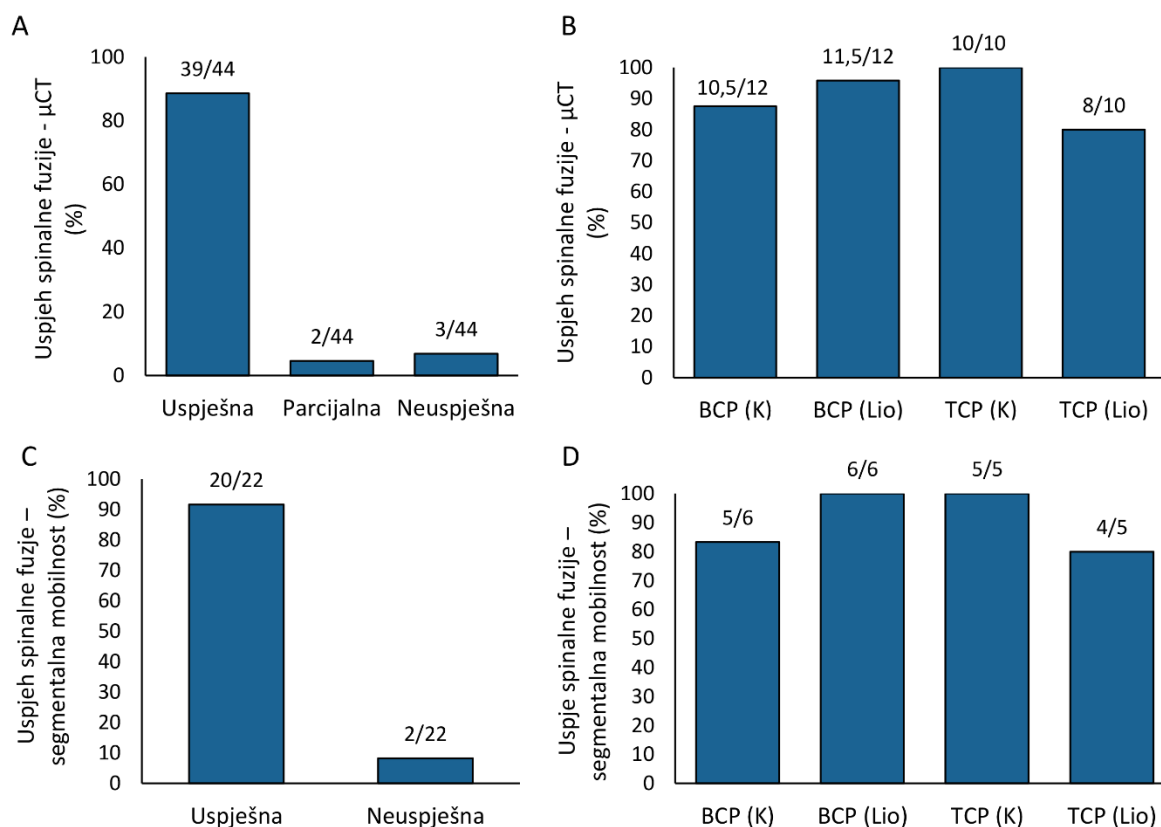 A
Uspjeh spinalne fuzije - µCT
(%)
100
80
60
40
20
0
39/44
2/44
3/44
Uspješna
Parcijalna
Neuspješna
B
Uspjeh spinalne fuzije - µCT
(%)
100
90
80
70
60
50
40
30
20
10
0
10,5/12
11,5/12
10/10
8/10
BCP (K)
BCP (Lio)
TCP (K)
TCP (Lio)
C
Uspjeh spinalne fuzje –
segmentalna mobilnost (%)
100
90
80
70
60
50
40
30
20
10
0
20/22
2/22
Uspješna
Neuspješna
D
Uspje spinalne fuzije –
segmentalna mobilnost (%)
100
90
80
70
60
50
40
30
20
10
0
5/6
6/6
5/5
4/5
BCP (K)
BCP (Lio)
TCP (K)
TCP (Lio)